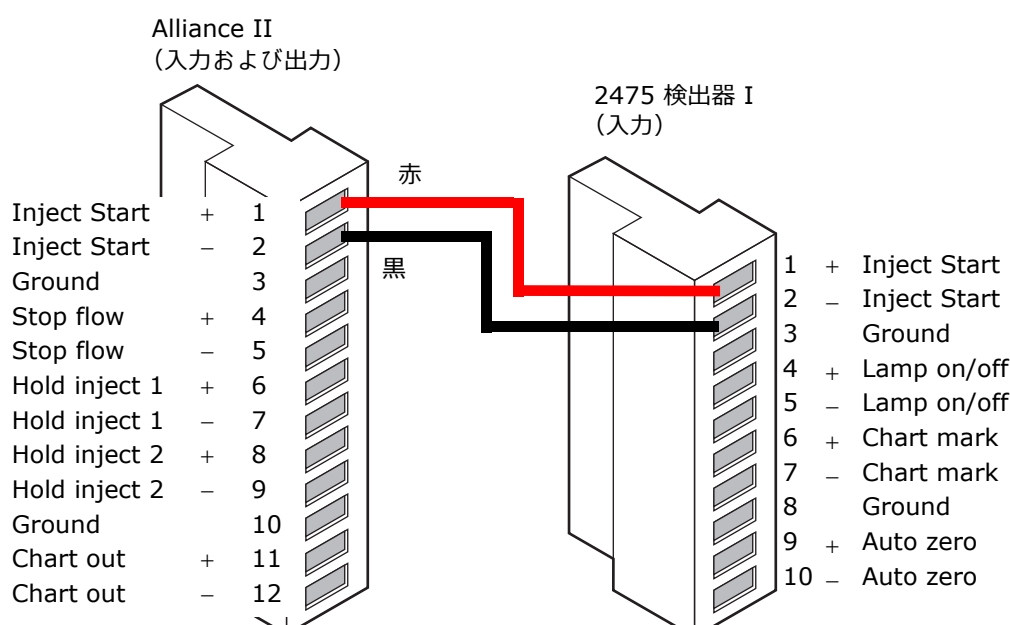 Alliance II
（入力および出力）
2475 検出器 I
（入力）
赤
黒
Inject Start + 1
Inject Start – 2
Ground 3
Stop flow + 4
Stop flow – 5
Hold inject 1 + 6
Hold inject 1 – 7
Hold inject 2 + 8
Hold inject 2 – 9
Ground 10
Chart out + 11
Chart out – 12
1 + Inject Start
2 – Inject Start
3 Ground
4 + Lamp on/off
5 – Lamp on/off
6 + Chart mark
7 – Chart mark
8 Ground
9 + Auto zero
10 – Auto zero